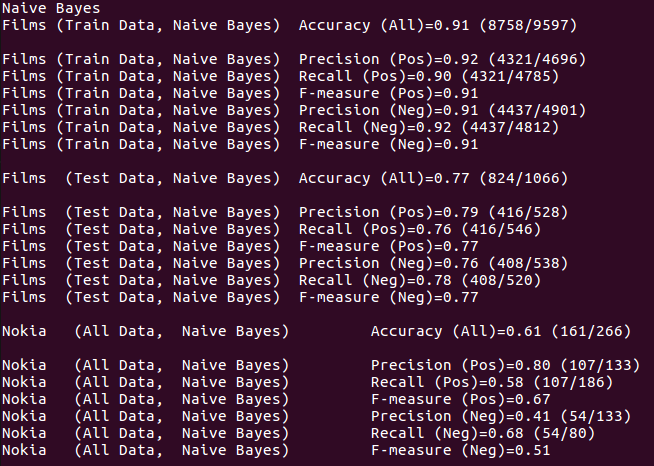 Naive Bayes
Films (Train Data, Naive Bayes)  Accuracy (All)=0.91 (8758/9597)
Films (Train Data, Naive Bayes)  Precision (Pos)=0.92 (4321/4696)
Films (Train Data, Naive Bayes)  Recall (Pos)=0.90 (4321/4785)
Films (Train Data, Naive Bayes)  F-measure (Pos)=0.91
Films (Train Data, Naive Bayes)  Precision (Neg)=0.91 (4437/4901)
Films (Train Data, Naive Bayes)  Recall (Neg)=0.92 (4437/4812)
Films (Train Data, Naive Bayes)  F-measure (Neg)=0.91
Films  (Test Data, Naive Bayes)  Accuracy (All)=0.77 (824/1066)
Films  (Test Data, Naive Bayes)  Precision (Pos)=0.79 (416/528)
Films  (Test Data, Naive Bayes)  Recall (Pos)=0.76 (416/546)
Films  (Test Data, Naive Bayes)  F-measure (Pos)=0.77
Films  (Test Data, Naive Bayes)  Precision (Neg)=0.76 (408/538)
Films  (Test Data, Naive Bayes)  Recall (Neg)=0.78 (408/520)
Films  (Test Data, Naive Bayes)  F-measure (Neg)=0.77
Nokia   (All Data,  Naive Bayes)         Accuracy (All)=0.61 (161/266)
Nokia   (All Data,  Naive Bayes)         Precision (Pos)=0.80 (107/133)
Nokia   (All Data,  Naive Bayes)         Recall (Pos)=0.58 (107/186)
Nokia   (All Data,  Naive Bayes)         F-measure (Pos)=0.67
Nokia   (All Data,  Naive Bayes)         Precision (Neg)=0.41 (54/133)
Nokia   (All Data,  Naive Bayes)         Recall (Neg)=0.68 (54/80)
Nokia   (All Data,  Naive Bayes)         F-measure (Neg)=0.51